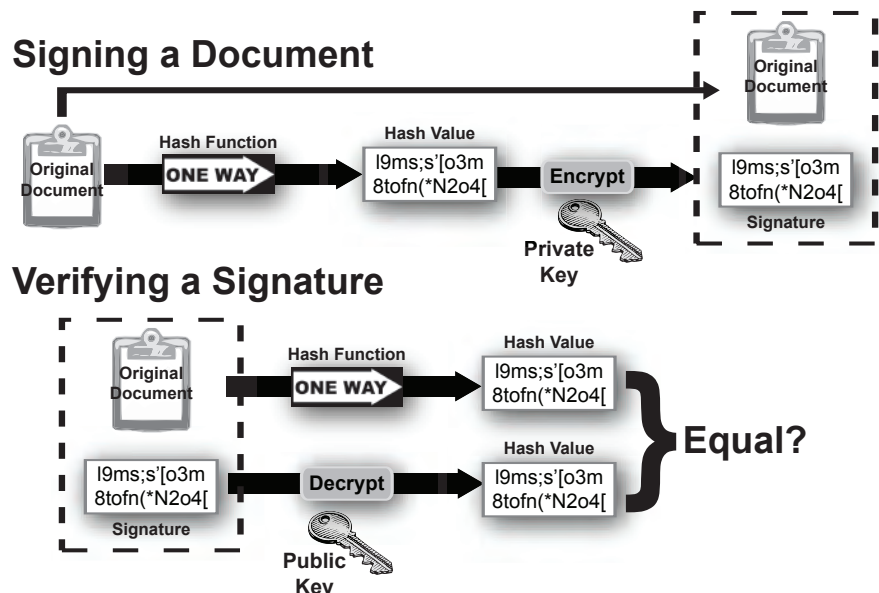 Signing a Document
Original
Document
Hash Function
ONE WAY
Hash Value
l9ms;s'[o3m
8tofn(*N2o4[
Encrypt
Private
Key
Original
Document
l9ms;s'[o3m
8tofn(*N2o4[
Signature
Verifying a Signature
Original
Document
Hash Function
ONE WAY
Hash Value
l9ms;s'[o3m
8tofn(*N2o4[
l9ms;s'[o3m
8tofn(*N2o4[
Signature
Decrypt
Public
Key
Hash Value
l9ms;s'[o3m
8tofn(*N2o4[
Equal?